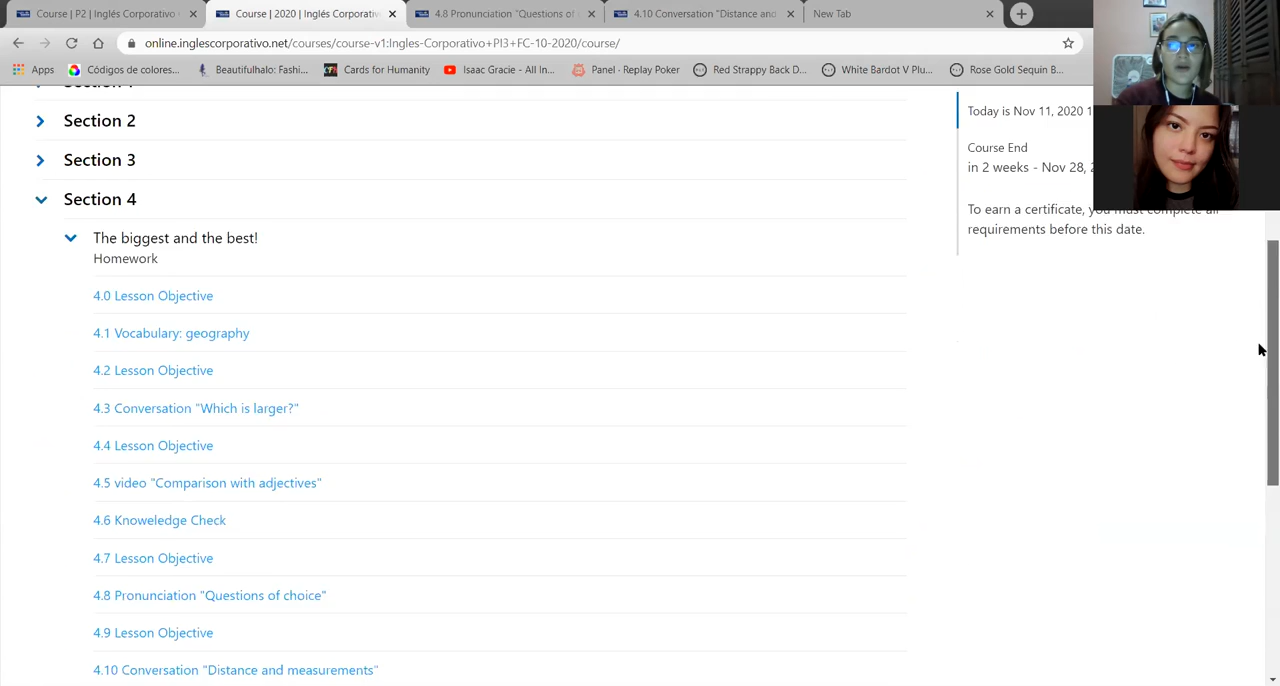 Course | P2 | Inglés Corporativo
Course | 2020 | Inglés Corporativ
4.8 Pronunciation "Questions of
4.10 Conversation "Distance and
New Tab
online.inglescorporativo.net/courses/course-v1:Ingles-Corporativo+PI3+FC-10-2020/course/
Apps
Códigos de colores...
Beautifulhalo: Fashi...
Cards for Humanity
Isaac Gracie - All In...
Panel · Replay Poker
Red Strappy Back D...
White Bardot V Plu...
Rose Gold Sequin B...
Section 1
Section 2
Section 3
Section 4
The biggest and the best!
Homework
4.0 Lesson Objective
4.1 Vocabulary: geography
4.2 Lesson Objective
4.3 Conversation "Which is larger?"
4.4 Lesson Objective
4.5 video "Comparison with adjectives"
4.6 Knoweledge Check
4.7 Lesson Objective
4.8 Pronunciation "Questions of choice"
4.9 Lesson Objective
4.10 Conversation "Distance and measurements"
Today is Nov 11, 2020 1
Course End
in 2 weeks - Nov 28, 2
To earn a certificate, you must complete all
requirements before this date.